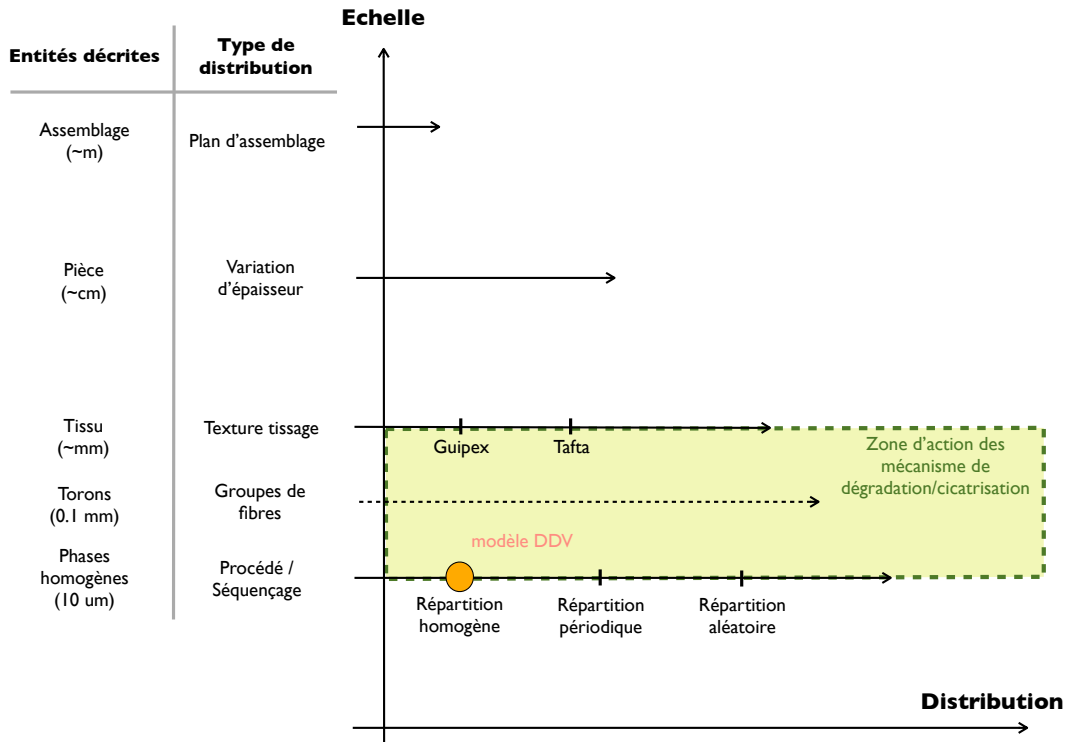 Echelle
Entités décrites
Type de
distribution
Assemblage
(~m)
Plan d'assemblage
Pièce
(~cm)
Variation
d'épaisseur
Tissu
(~mm)
Texture tissage
Guipex
Tafta
Zone d'action des
mécanisme de
dégradation/cicatrisation
Torons
(0.1 mm)
Groupes de
fibres
modèle DDV
Phases
homogènes
(10 um)
Procédé /
Séquençage
Répartition
homogène
Répartition
périodique
Répartition
aléatoire
Distribution